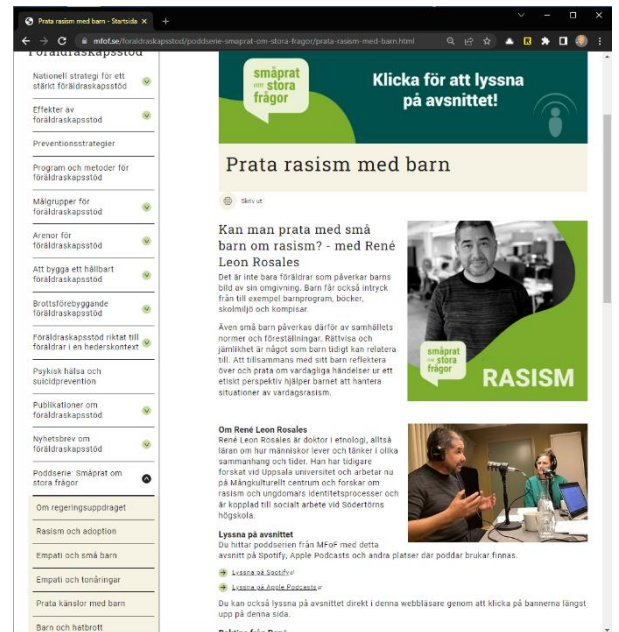 Prata rasism med barn - Startsida
mfof.se/foraldraskapsstod/poddserie-smaprat-om-stora-fragor/prata-rasism-med-barn.html
Föräldraskapsstöd
Nationell strategi för ett
stärkt föräldraskapsstöd
Effekter av
föräldraskapsstöd
Preventionsstrategier
Program och metoder för
föräldraskapsstöd
Målgrupper för
föräldraskapsstöd
Arenor för
föräldraskapsstöd
Att bygga ett hållbart
föräldraskapsstöd
Brottsförebyggande
föräldraskapsstöd
Föräldraskapsstöd riktat till
föräldrar i en hederskontext
Psykisk hälsa och
suicidprevention
Publikationer om
föräldraskapsstöd
Nyhetsbrev om
föräldraskapsstöd
Poddserie: Småprat om
stora frågor
Om regeringsuppdraget
Rasism och adoption
Empati och små barn
Empati och tonåringar
Prata känslor med barn
Barn och hatbrott
småprat
om stora
frågor
Klicka för att lyssna
på avsnittet!
Prata rasism med barn
Skriv ut
Kan man prata med små
barn om rasism? - med René
Leon Rosales
Det är inte bara föräldrar som påverkar barns
bild av sin omgivning. Barn får också intryck
från till exempel barnprogram, böcker,
skolmiljö och kompisar.
Även små barn påverkas därför av samhällets
normer och föreställningar. Rättvisa och
jämlikhet är något som barn tidigt kan relatera
till. Att tillsammans med sitt barn reflektera
över och prata om vardagliga händelser ur ett
etiskt perspektiv hjälper barnet att hantera
situationer av vardagsrasism.
småprat
om stora
frågor
RASISM
Om René Leon Rosales
René Leon Rosales är doktor i etnologi, alltså
läran om hur människor lever och tänker i olika
sammanhang och tider. Han har tidigare
forskat vid Uppsala universitet och arbetar nu
på Mångkulturellt centrum och forskar om
rasism och ungdomars identitetsprocesser och
är kopplad till socialt arbete vid Södertörns
högskola.
Lyssna på avsnittet
Du hittar poddserien från MFoF med detta
avsnitt på Spotify, Apple Podcasts och andra platser där poddar brukar finnas.
Lyssna på Spotify
Lyssna på Apple Podcasts
Du kan också lyssna på avsnittet direkt i denna webbläsare genom att klicka på bannerna längst
upp på denna sida.